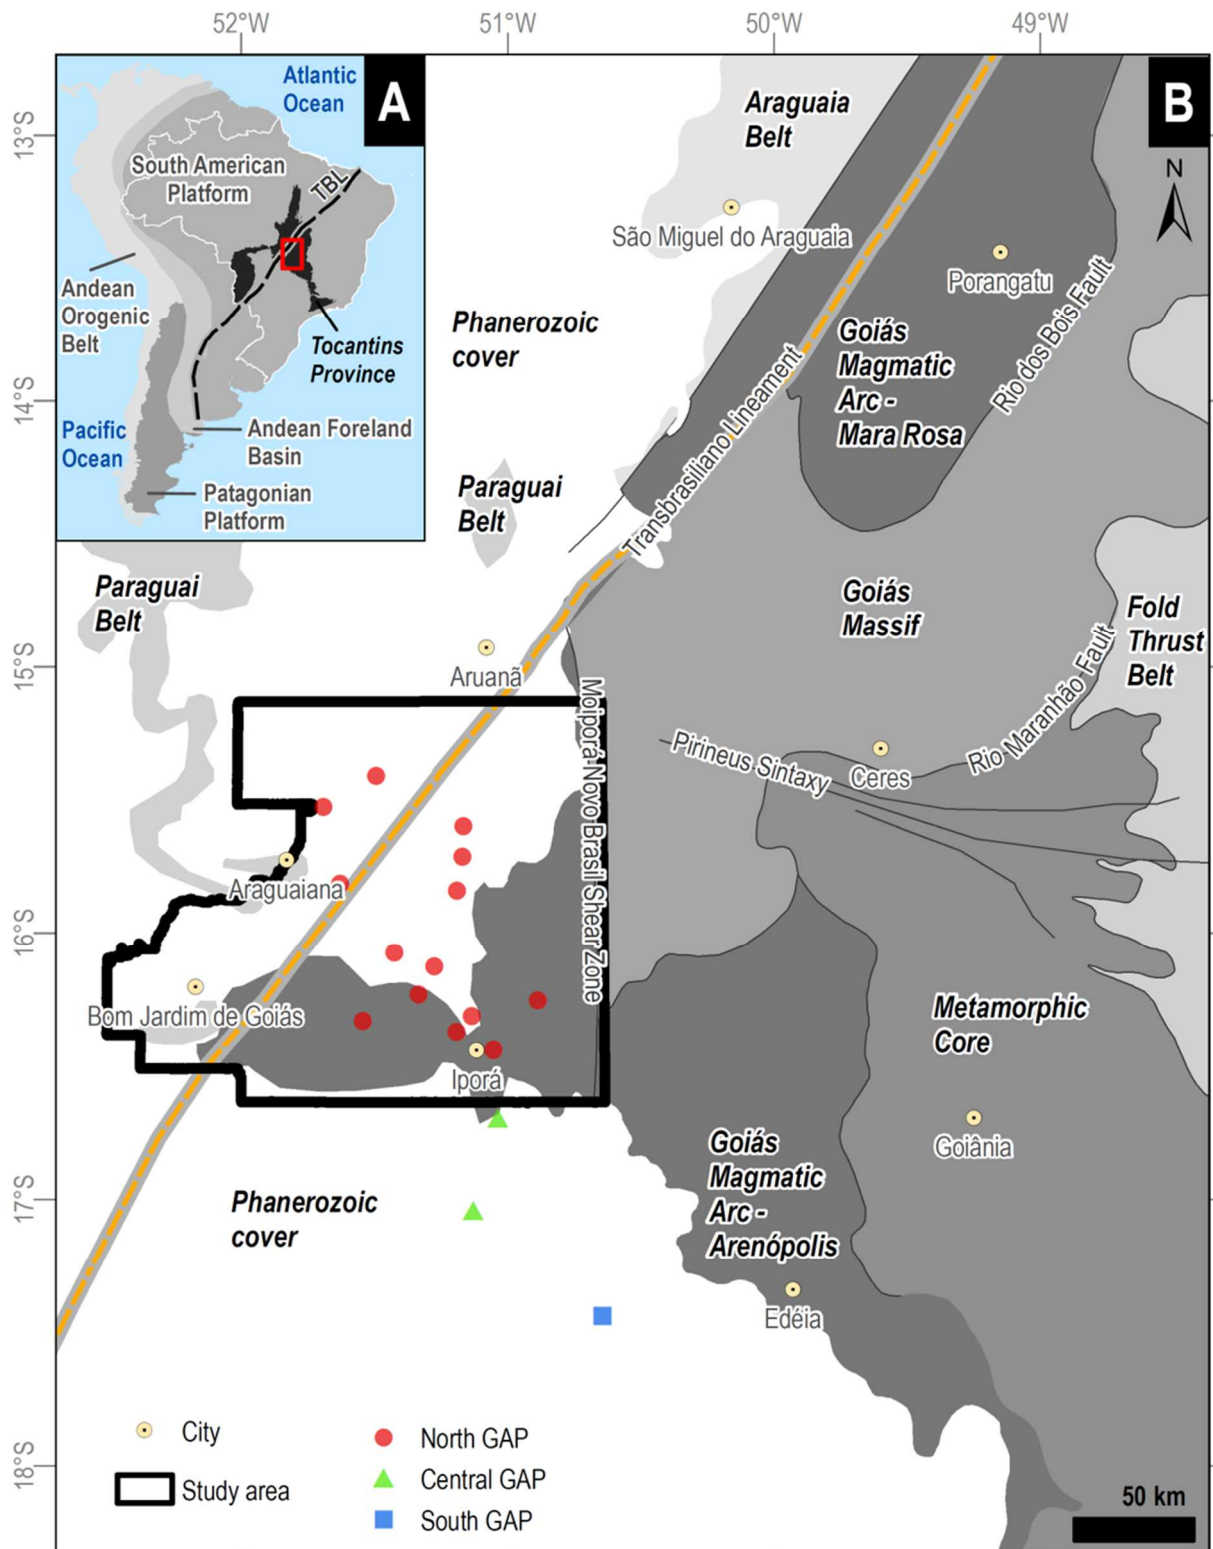 52°W
51°W
50°W
49°W
13°S
14°S
15°S
16°S
17°S
18°S
A
Atlantic
Ocean
South American
Platform
TBL
Andean
Orogenic
Belt
Tocantins
Province
Pacific
Ocean
Andean Foreland
Basin
Patagonian
Platform
B
N
Araguaia
Belt
São Miguel do Araguaia
Porangatu
Phanerozoic
cover
Goiás
Magmatic
Arc -
Mara Rosa
Rio dos Bois Fault
Transbrasiliano Lineament
Paraguai
Belt
Paraguai
Belt
Goiás
Massif
Fold
Thrust
Belt
Aruanã
Moiporá Novo Brasil Shear Zone
Pirineus Sintaxy
Ceres
Rio Maranhão Fault
Araguaiana
Bom Jardim de Goiás
Iporá
Metamorphic
Core
Goiânia
Goiás
Magmatic
Arc -
Arenópolis
Phanerozoic
cover
Edéia
City
Study area
North GAP
Central GAP
South GAP
50 km